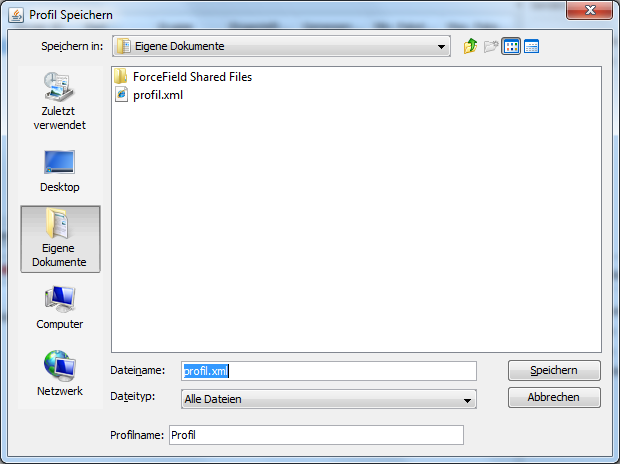 Profil Speichern
Speichern in:
Eigene Dokumente
Zuletzt
verwendet
Desktop
Eigene
Dokumente
Computer
Netzwerk
ForceField Shared Files
profil.xml
Dateiname:
profil.xml
Speichern
Dateityp:
Alle Dateien
Abbrechen
Profilname:
Profil